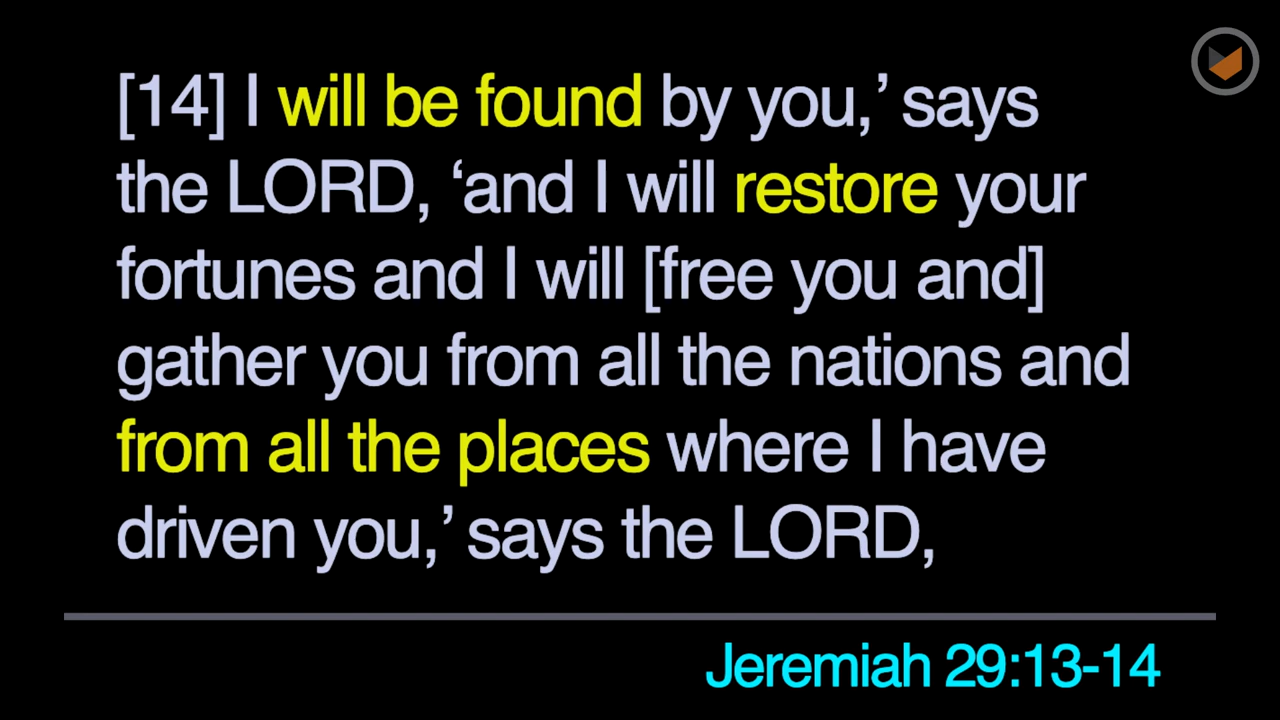 [14] I will be found by you,’ says
the LORD, ‘and I will restore your
fortunes and I will [free you and]
gather you from all the nations and
from all the places where I have
driven you,’ says the LORD,
Jeremiah 29:13-14